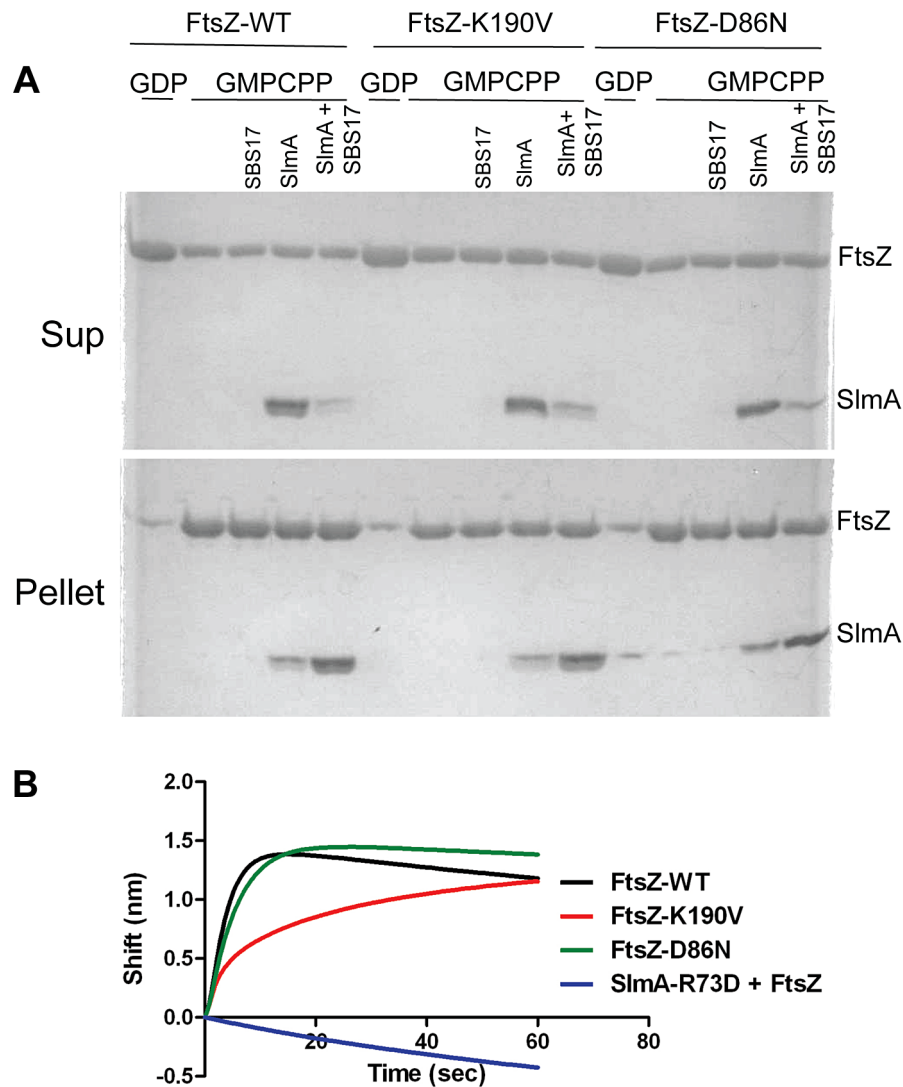 FtsZ-WT FtsZ-K190V FtsZ-D86N
A
GDP GMPCPP GDP GMPCPP GDP GMPCPP
SBS17 SlmA SlmA + SBS17 SBS17 SlmA SlmA+ SBS17 SBS17 SlmA SlmA + SBS17
FtsZ
Sup
SlmA
FtsZ
Pellet
SlmA
B
2.0
1.5
1.0
0.5
0.0
-0.5
Shift (nm)
20 40 60 80
Time (sec)
FtsZ-WT
FtsZ-K190V
FtsZ-D86N
SlmA-R73D + FtsZ